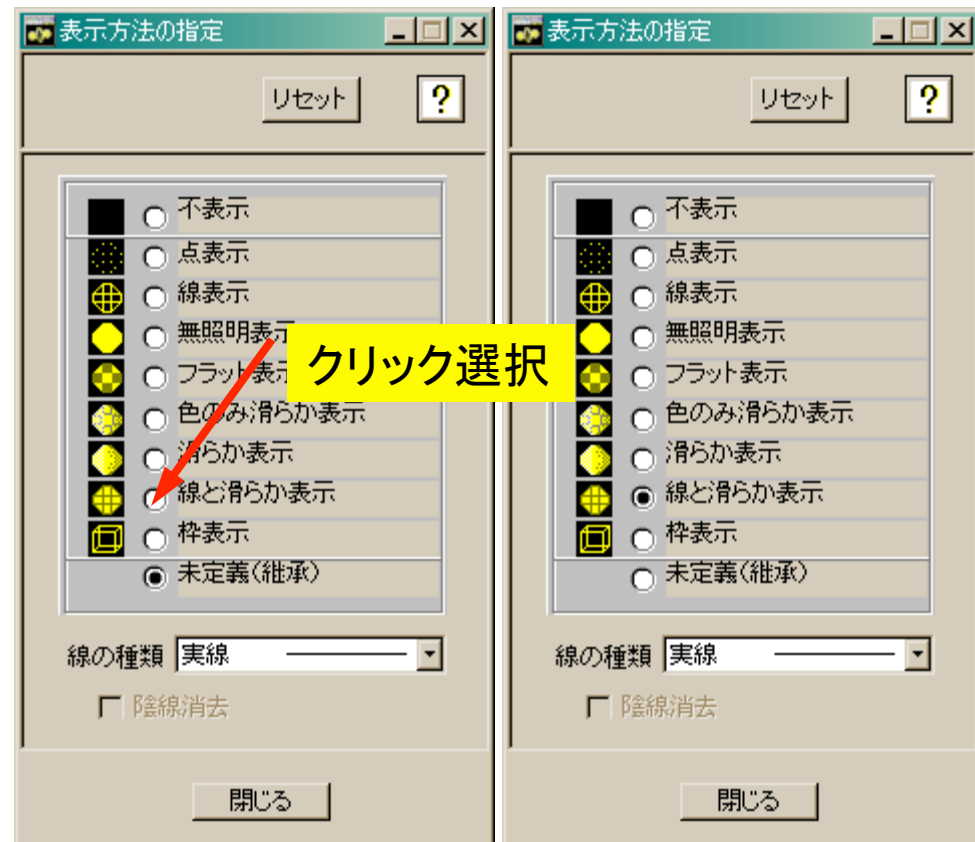 表示方法の指定
リセット
?
不表示
点表示
線表示
無照明表示
フラット表示
色のみ滑らか表示
滑らか表示
線と滑らか表示
枠表示
未定義(継承)
線の種類 実線
陰線消去
閉じる
クリック選択
表示方法の指定
リセット
?
不表示
点表示
線表示
無照明表示
フラット表示
色のみ滑らか表示
滑らか表示
線と滑らか表示
枠表示
未定義(継承)
線の種類 実線
陰線消去
閉じる